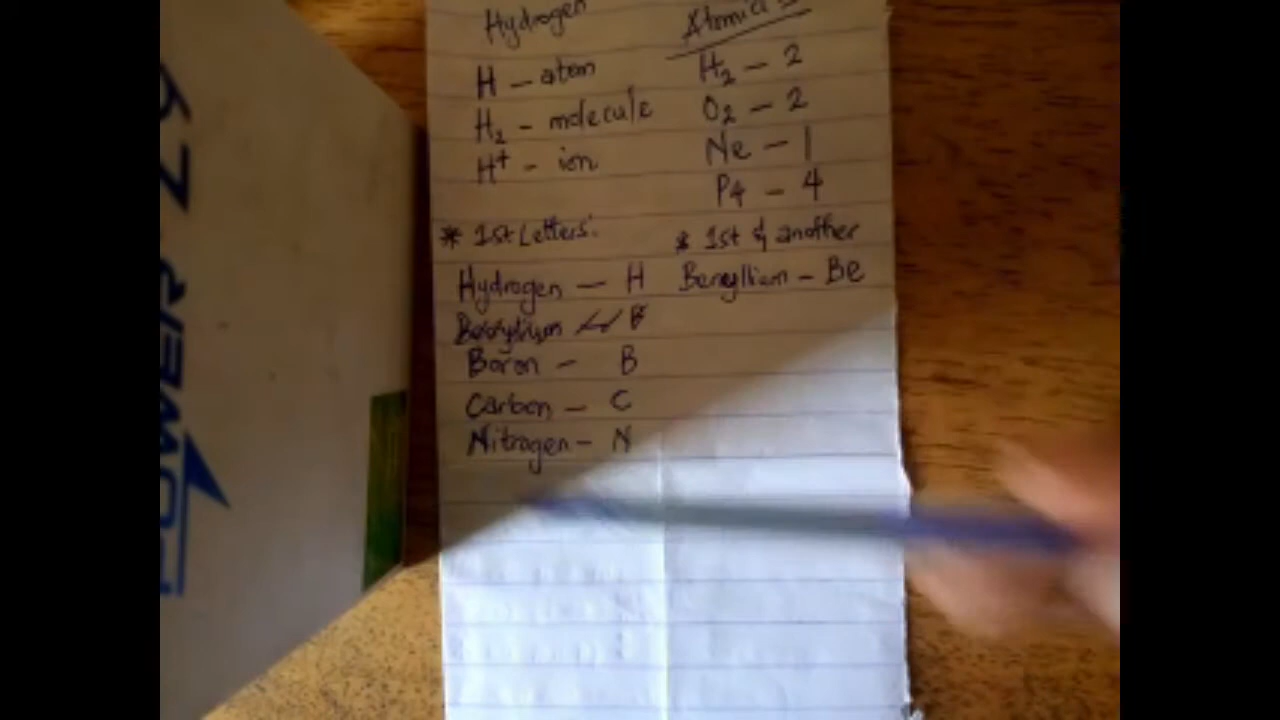 Hydrogen
H - atom
H2 - molecule
H+ - ion
H2 - 2
O2 - 2
Ne - 1
P4 - 4
* 1st Letters:
Hydrogen - H
Boron - B
Carbon - C
Nitrogen - N
* 1st & another
Beryllium - Be